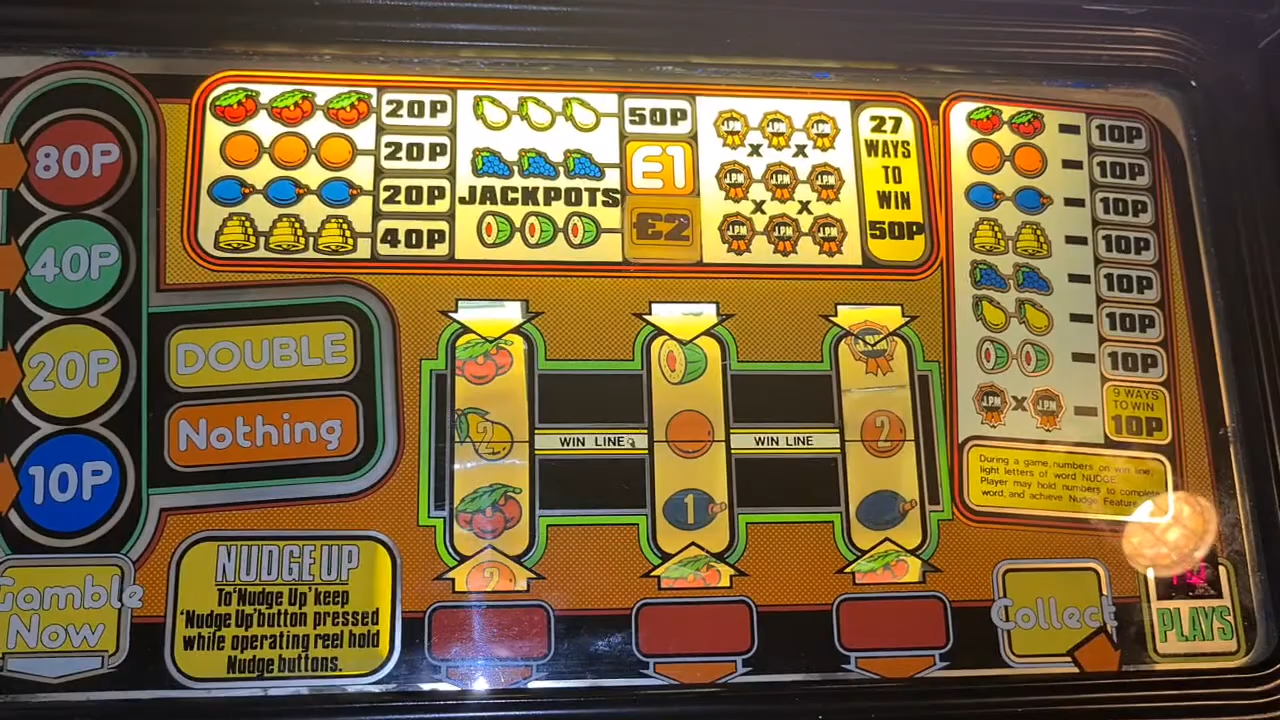 80P
40P
20P
10P
Gamble
Now
DOUBLE
Nothing
NUDGE UP
To 'Nudge Up' keep
'Nudge Up' button pressed
while operating reel hold
Nudge buttons.
20P
20P
20P
40P
50P
£1
JACKPOTS
£2
J.P.M J.P.M J.P.M
X X
J.P.M J.P.M J.P.M
X X
J.P.M J.P.M J.P.M
27
WAYS
TO
WIN
50P
10P
10P
10P
10P
10P
10P
10P
J.P.M X J.P.M
9 WAYS
TO WIN
10P
During a game, numbers on win line,
light letters of word NUDGE.
Player may hold numbers to complete
word, and achieve Nudge Feature.
J.P.M
2
WIN LINE
WIN LINE
2
1
2
Collect
PLAYS